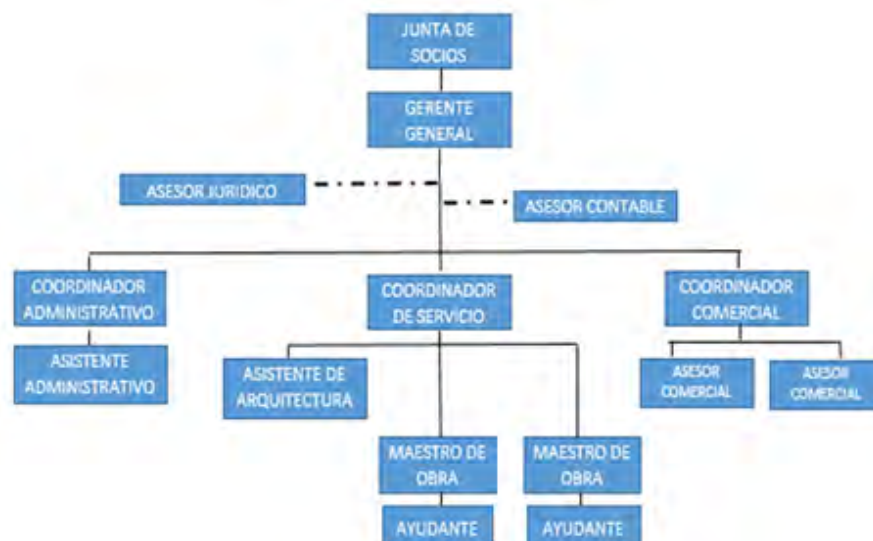 JUNTA DE
SOCIOS
GERENTE
GENERAL
ASESOR JURIDICO
ASESOR CONTABLE
COORDINADOR
ADMINISTRATIVO
COORDINADOR
DE SERVICIO
COORDINADOR
COMERCIAL
ASISTENTE
ADMINISTRATIVO
ASISTENTE DE
ARQUITECTURA
ASESOR
COMERCIAL
ASESOR
COMERCIAL
MAESTRO DE
OBRA
MAESTRO DE
OBRA
AYUDANTE
AYUDANTE